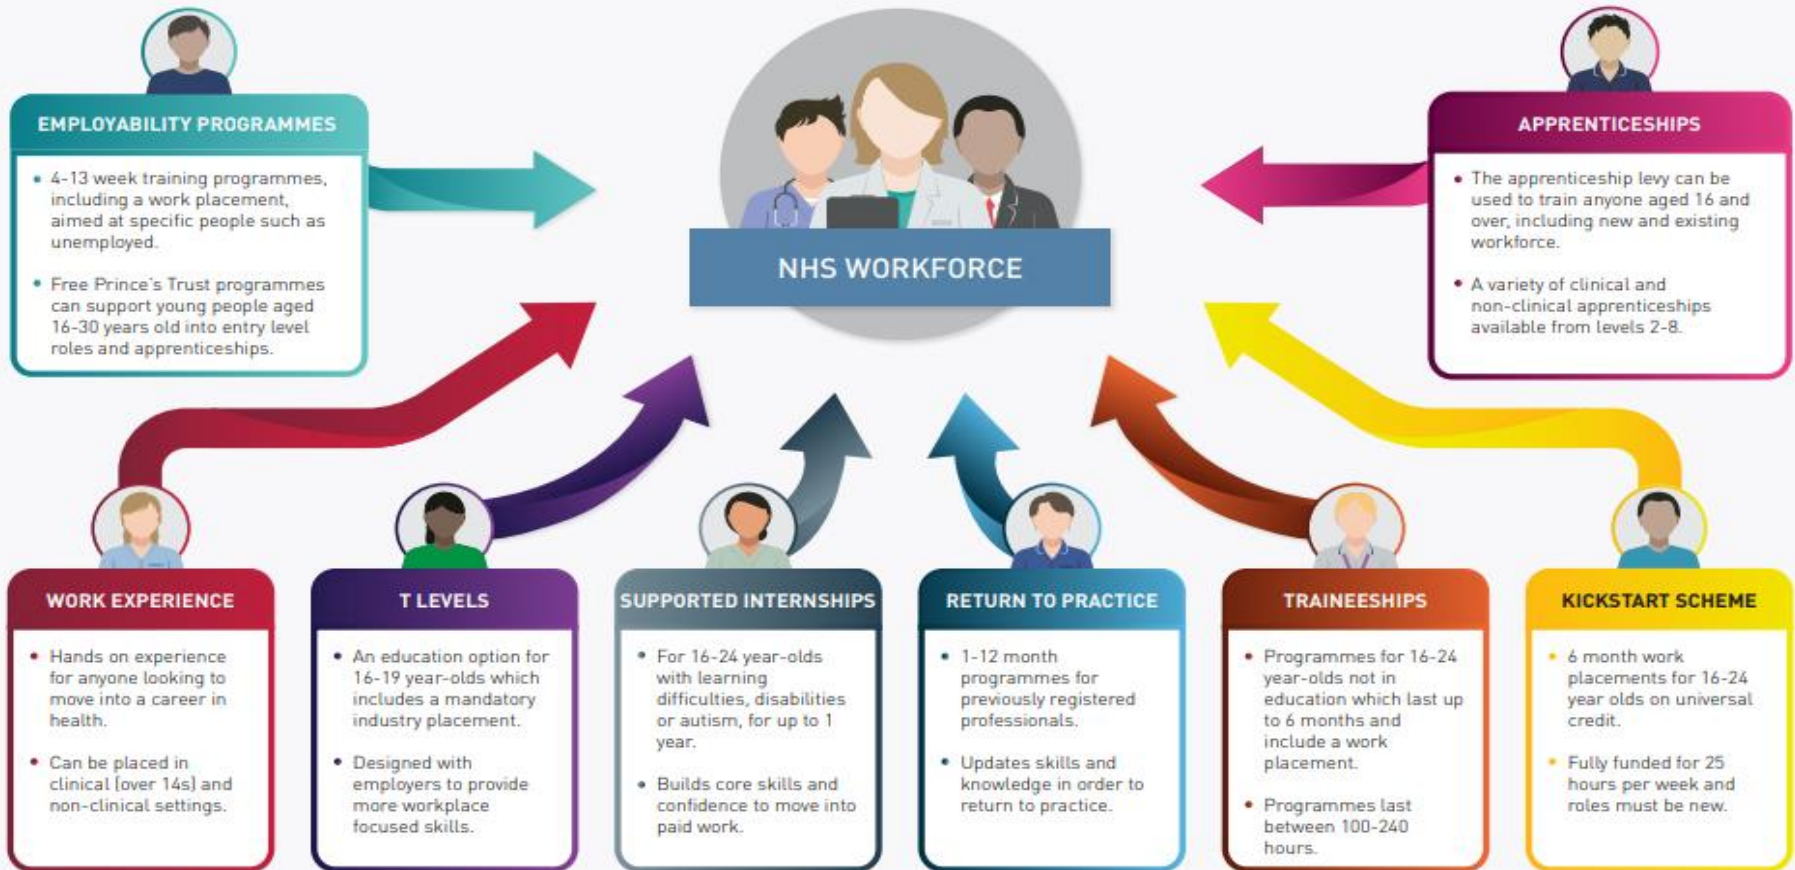 EMPLOYABILITY PROGRAMMES
• 4-13 week training programmes,
including a work placement,
aimed at specific people such as
unemployed.
• Free Prince's Trust programmes
can support young people aged
16-30 years old into entry level
roles and apprenticeships.
NHS WORKFORCE
APPRENTICESHIPS
• The apprenticeship levy can be
used to train anyone aged 16 and
over, including new and existing
workforce.
• A variety of clinical and
non-clinical apprenticeships
available from levels 2-8.
WORK EXPERIENCE
• Hands on experience
for anyone looking to
move into a career in
health.
• Can be placed in
clinical (over 14s) and
non-clinical settings.
T LEVELS
• An education option for
16-19 year-olds which
includes a mandatory
industry placement.
• Designed with
employers to provide
more workplace
focused skills.
SUPPORTED INTERNSHIPS
• For 16-24 year-olds
with learning
difficulties, disabilities
or autism, for up to 1
year.
• Builds core skills and
confidence to move into
paid work.
RETURN TO PRACTICE
• 1-12 month
programmes for
previously registered
professionals.
• Updates skills and
knowledge in order to
return to practice.
TRAINEESHIPS
• Programmes for 16-24
year-olds not in
education which last up
to 6 months and
include a work
placement.
• Programmes last
between 100-240
hours.
KICKSTART SCHEME
• 6 month work
placements for 16-24
year olds on universal
credit.
• Fully funded for 25
hours per week and
roles must be new.